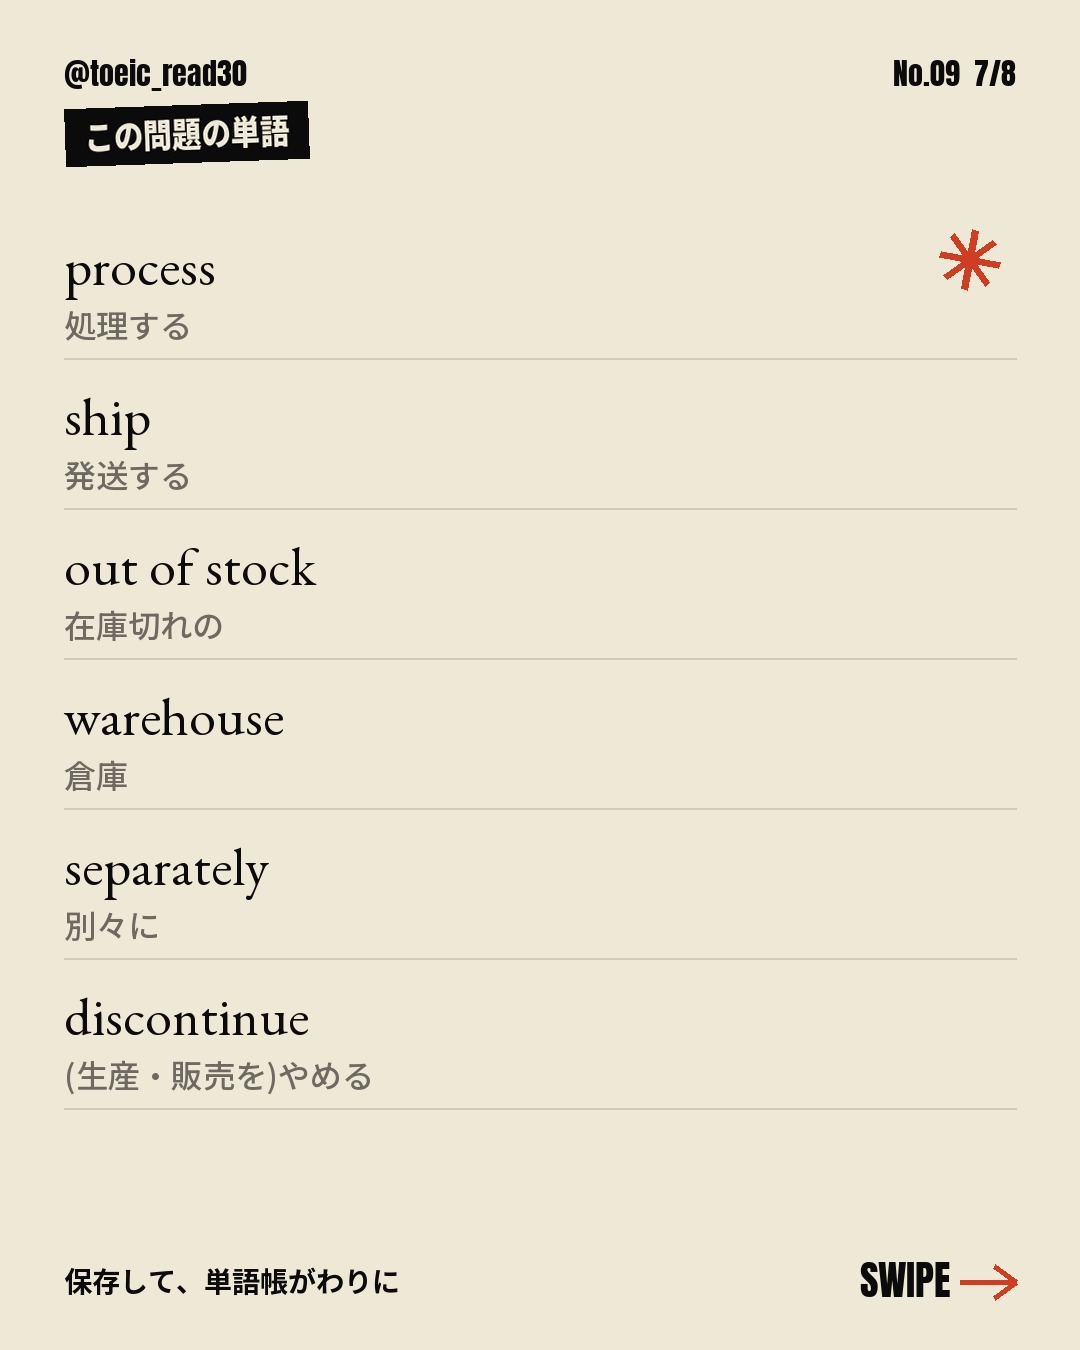 @toeic_read30
No.09 7/8
この問題の単語
process
処理する
ship
発送する
out of stock
在庫切れの
warehouse
倉庫
separately
別々に
discontinue
(生産・販売を)やめる
保存して、単語帳がわりに
SWIPE